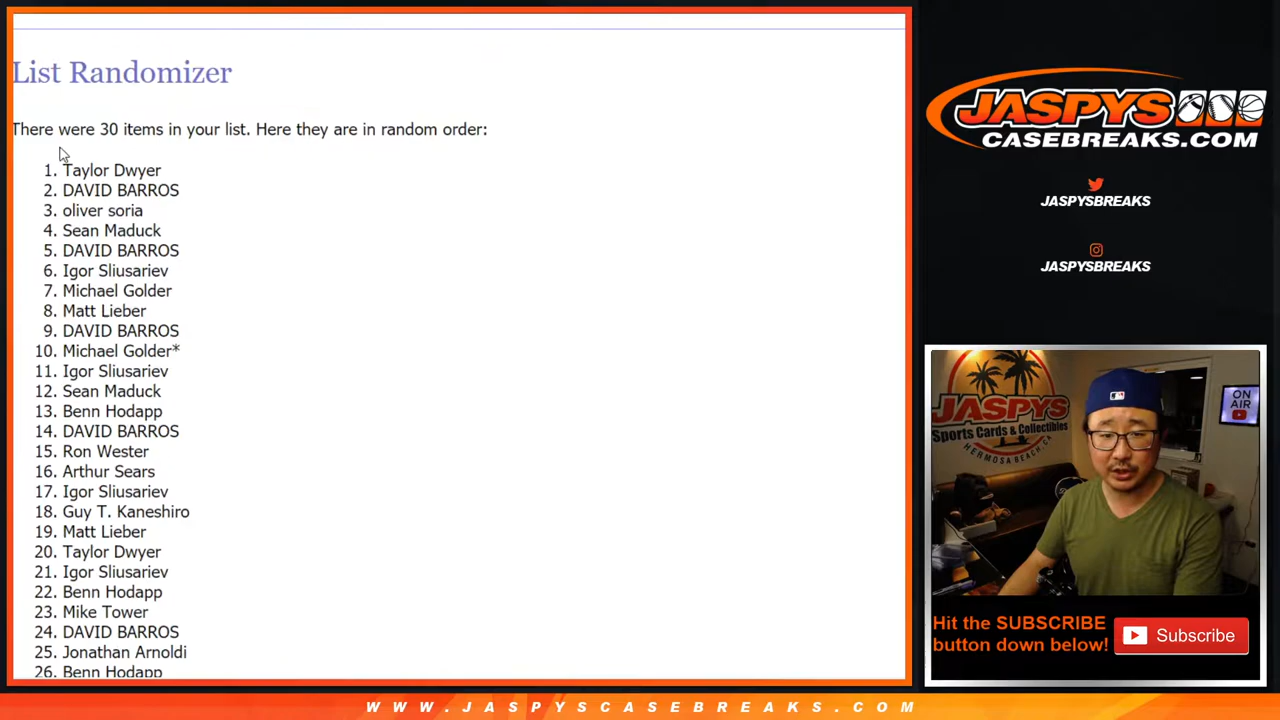 List Randomizer
There were 30 items in your list. Here they are in random order:
1. Taylor Dwyer
2. DAVID BARROS
3. oliver soria
4. Sean Maduck
5. DAVID BARROS
6. Igor Sliusariev
7. Michael Golder
8. Matt Lieber
9. DAVID BARROS
10. Michael Golder*
11. Igor Sliusariev
12. Sean Maduck
13. Benn Hodapp
14. DAVID BARROS
15. Ron Wester
16. Arthur Sears
17. Igor Sliusariev
18. Guy T. Kaneshiro
19. Matt Lieber
20. Taylor Dwyer
21. Igor Sliusariev
22. Benn Hodapp
23. Mike Tower
24. DAVID BARROS
25. Jonathan Arnoldi
26. Benn Hodapp
JASPYS
CASEBREAKS.COM
JASPYSBREAKS
JASPYSBREAKS
JASPYS
Sports Cards & Collectibles
HERMOSA BEACH, CA
ON
AIR
Hit the SUBSCRIBE
button down below!
Subscribe
WWW.JASPYSCASEBREAKS.COM